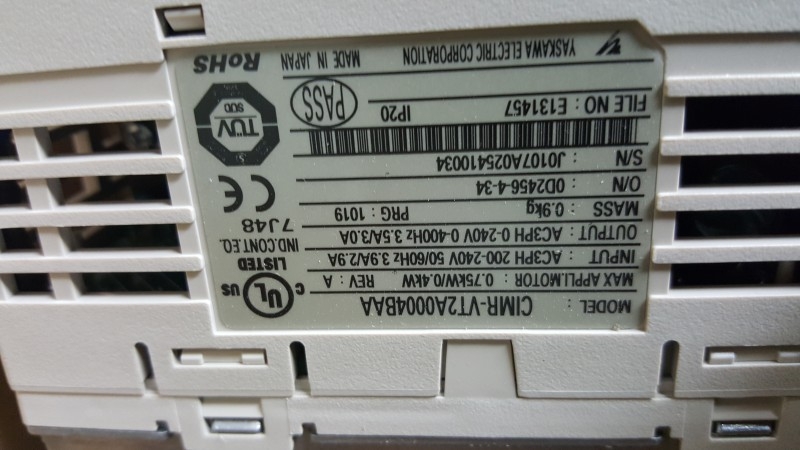 MODEL : CIMR-VT2A0004BAA
MAX APPLI.MOTOR : 0.75kW/0.4kW REV : A
INPUT : AC3PH 200-240V 50/60Hz 3.9A/2.9A
OUTPUT : AC3PH 0-240V 0-400Hz 3.5A/3.0A
MASS : 0.9kg PRG : 1019
O/N : 0D2456-4-34
S/N : J0107A025410034
FILE NO : E131457 IP20
PASS
YASKAWA ELECTRIC CORPORATION MADE IN JAPAN
C UL US
LISTED
IND.CONT.EQ.
7J48
CE
TÜV
SÜD
RoHS